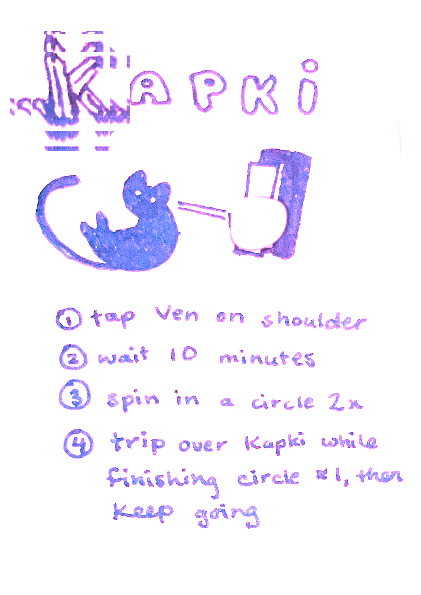 KAPKi
① tap Ven on shoulder
② wait 10 minutes
③ spin in a circle 2x
④ trip over Kapki while
finishing circle #1, then
keep going